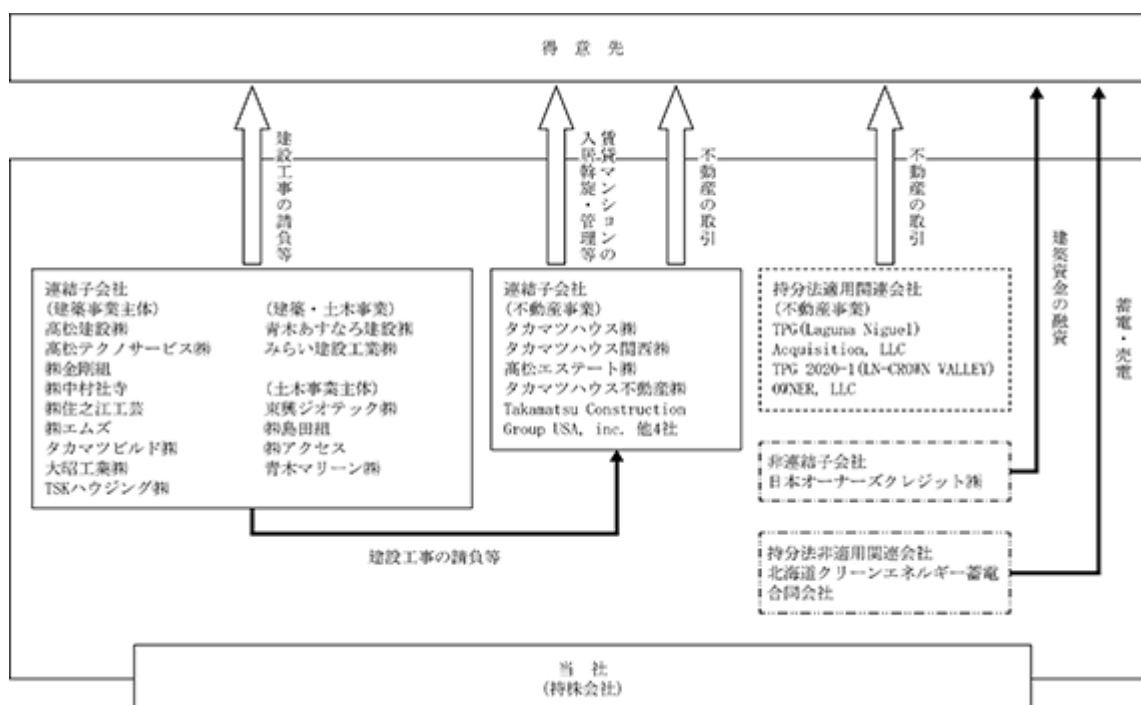 得意先
建設工事の請負等
賃貸マンションの
入居斡旋・管理等
不動産の取引
不動産の取引
建築資金の融資
蓄電・売電
連結子会社
(建築事業主体)
髙松建設㈱
髙松テクノサービス㈱
㈱金剛組
㈱中村社寺
㈱住之江工芸
㈱エムズ
タカマツビルド㈱
大昭工業㈱
TSKハウジング㈱
(建築・土木事業)
青木あすなろ建設㈱
みらい建設工業㈱
(土木事業主体)
東興ジオテック㈱
㈱島田組
㈱アクセス
青木マリーン㈱
連結子会社
(不動産事業)
タカマツハウス㈱
タカマツハウス関西㈱
髙松エステート㈱
タカマツハウス不動産㈱
Takamatsu Construction
Group USA, inc. 他4社
持分法適用関連会社
(不動産事業)
TPG(Laguna Niguel)
Acquisition, LLC
TPG 2020-1(LN-CROWN VALLEY)
OWNER, LLC
非連結子会社
日本オーナーズクレジット㈱
持分法非適用関連会社
北海道クリーンエネルギー蓄電
合同会社
建設工事の請負等
当社
(持株会社)